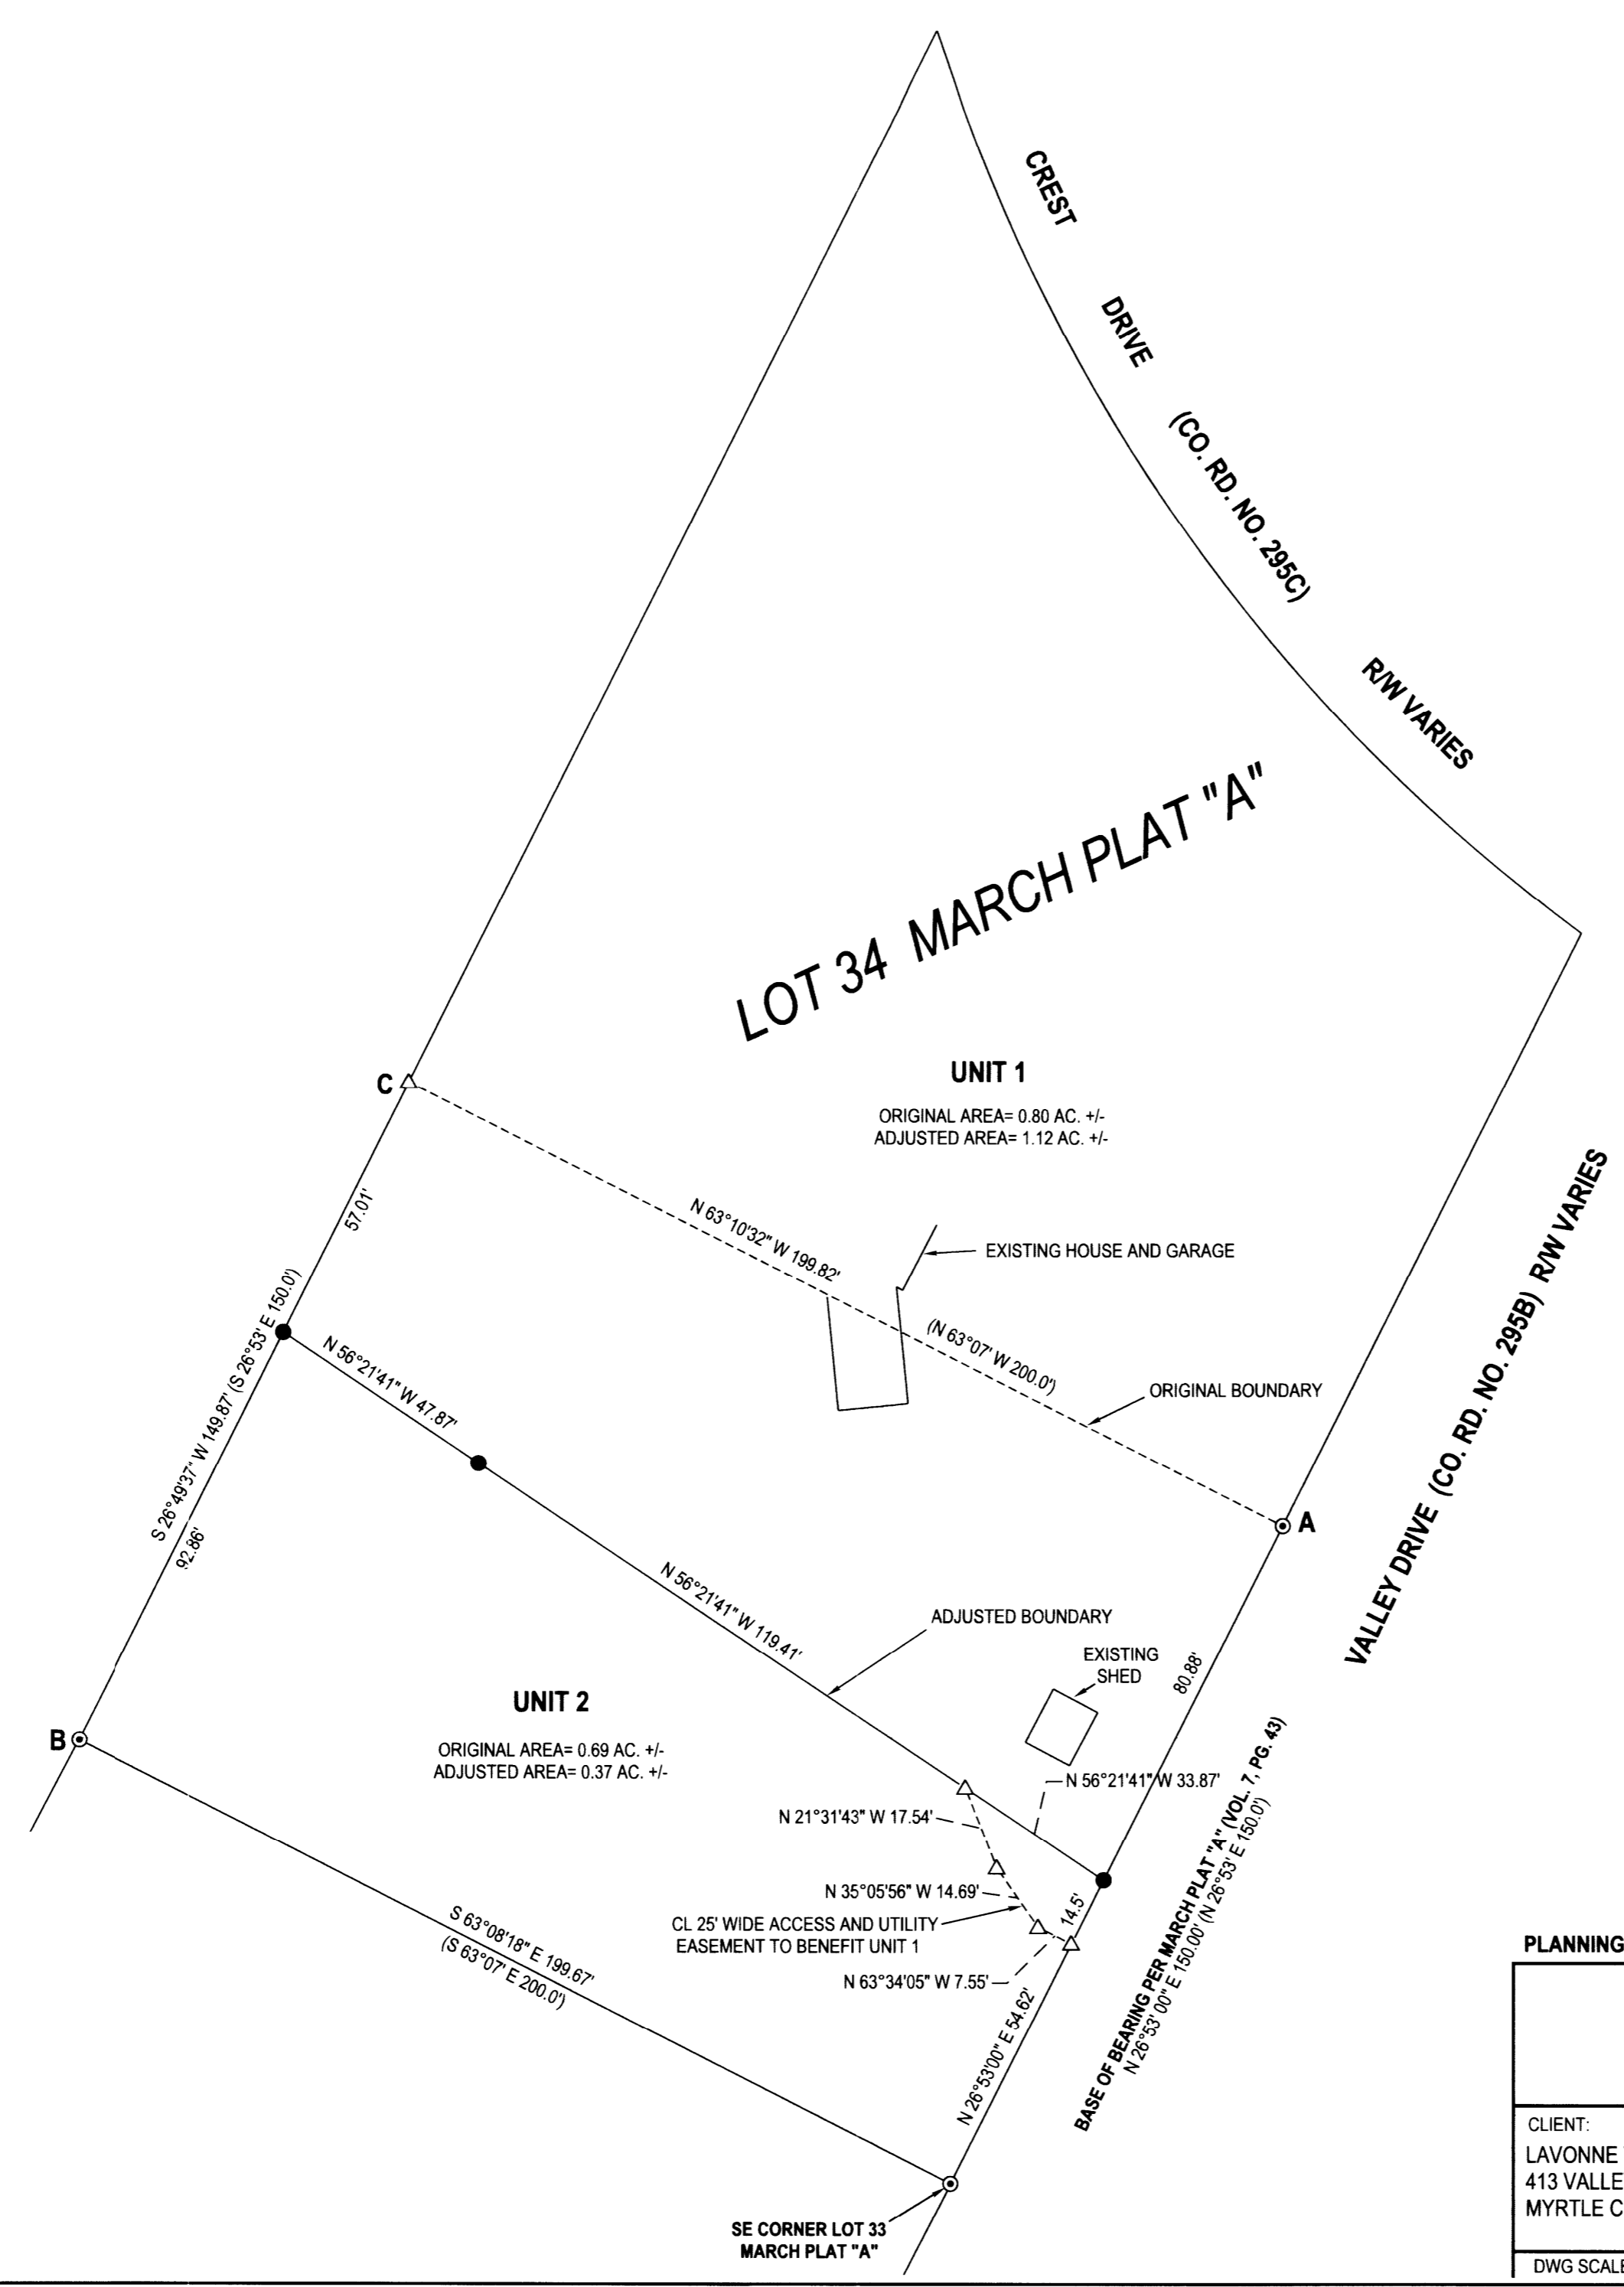 CREST DRIVE (CO. RD. NO. 295C) R/W VARIES
LOT 34 MARCH PLAT "A"
UNIT 1
ORIGINAL AREA= 0.80 AC. +/-
ADJUSTED AREA= 1.12 AC. +/-
C
57.01'
N 63°10'32" W 199.82'
(N 63°07' W 200.0')
EXISTING HOUSE AND GARAGE
ORIGINAL BOUNDARY
A
VALLEY DRIVE (CO. RD. NO. 295B) R/W VARIES
S 26°49'37" W 149.87' (S 26°53' E 150.0')
92.86'
N 56°21'41" W 47.87'
N 56°21'41" W 119.41'
ADJUSTED BOUNDARY
EXISTING
SHED
80.88'
UNIT 2
ORIGINAL AREA= 0.69 AC. +/-
ADJUSTED AREA= 0.37 AC. +/-
B
N 56°21'41" W 33.87'
N 21°31'43" W 17.54'
N 35°05'56" W 14.69'
CL 25' WIDE ACCESS AND UTILITY
EASEMENT TO BENEFIT UNIT 1
N 63°34'05" W 7.55'
14.5'
BASE OF BEARING PER MARCH PLAT "A" (VOL. 7, PG. 43)
N 26°53' 00" E 150.00' (N 26°53' E 150.0')
S 63°08'18" E 199.67'
(S 63°07' E 200.0')
N 26°53'00" E 54.62'
SE CORNER LOT 33
MARCH PLAT "A"
PLANNING
CLIENT:
LAVONNE
413 VALLE
MYRTLE C
DWG SCALE